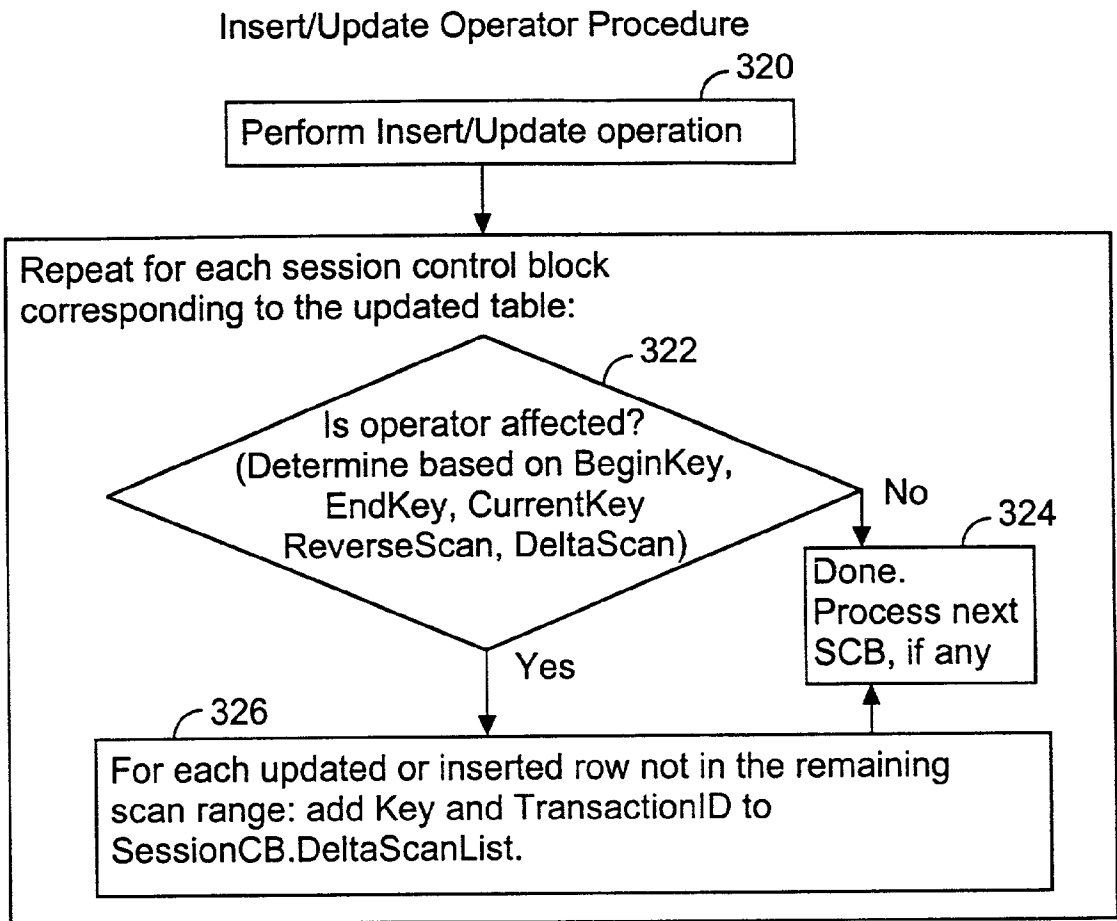 Insert/Update Operator Procedure
320
Perform Insert/Update operation
Repeat for each session control block
corresponding to the updated table:
322
Is operator affected?
(Determine based on BeginKey,
EndKey, CurrentKey
ReverseScan, DeltaScan)
No
324
Done.
Process next
SCB, if any
Yes
326
For each updated or inserted row not in the remaining
scan range: add Key and TransactionID to
SessionCB.DeltaScanList.